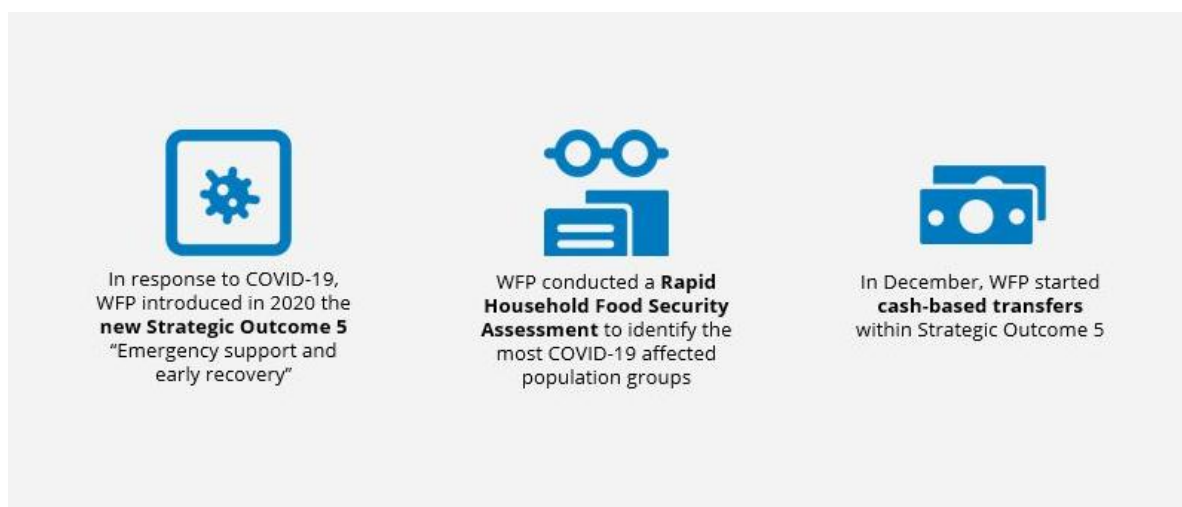 In response to COVID-19,
WFP introduced in 2020 the
new Strategic Outcome 5
“Emergency support and
early recovery”
WFP conducted a Rapid
Household Food Security
Assessment to identify the
most COVID-19 affected
population groups
In December, WFP started
cash-based transfers
within Strategic Outcome 5